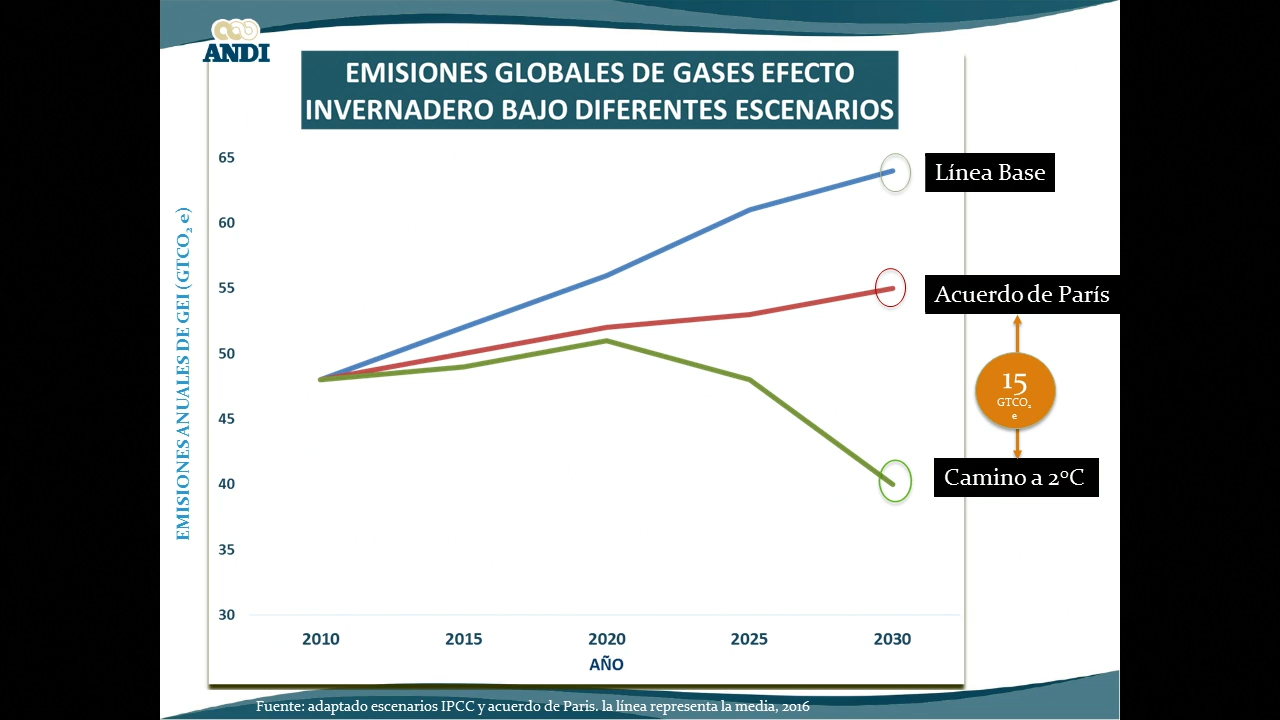 ANDI
EMISIONES GLOBALES DE GASES EFECTO
INVERNADERO BAJO DIFERENTES ESCENARIOS
EMISIONES ANUALES DE GEI (GTCO₂ e)
65
60
55
50
45
40
35
30
2010 2015 2020 2025 2030
AÑO
Línea Base
Acuerdo de París
15
GTCO₂
e
Camino a 2°C
Fuente: adaptado escenarios IPCC y acuerdo de Paris. la línea representa la media, 2016